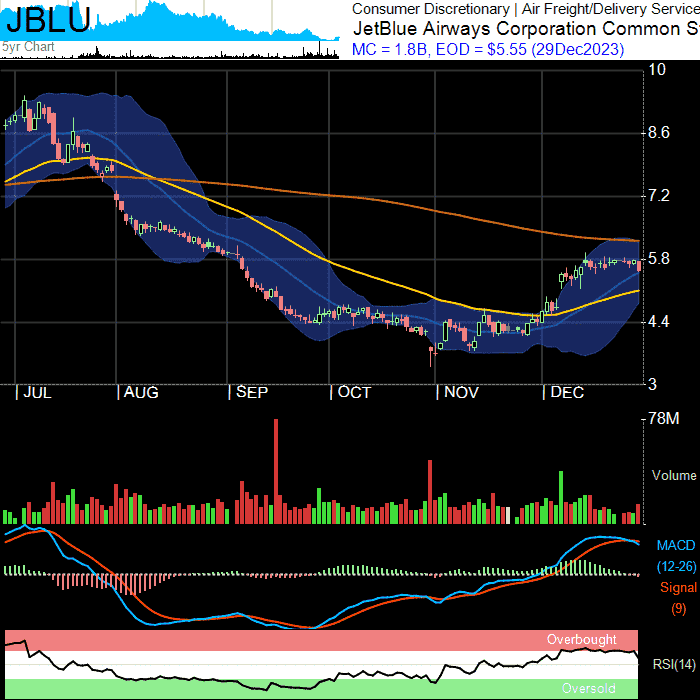 JBLU
5yr Chart
Consumer Discretionary | Air Freight/Delivery Service
JetBlue Airways Corporation Common S
MC = 1.8B, EOD = $5.55 (29Dec2023)
10
8.6
7.2
5.8
4.4
3
| JUL | AUG | SEP | OCT | NOV | DEC
78M
Volume
MACD
(12-26)
Signal
(9)
Overbought
RSI(14)
Oversold